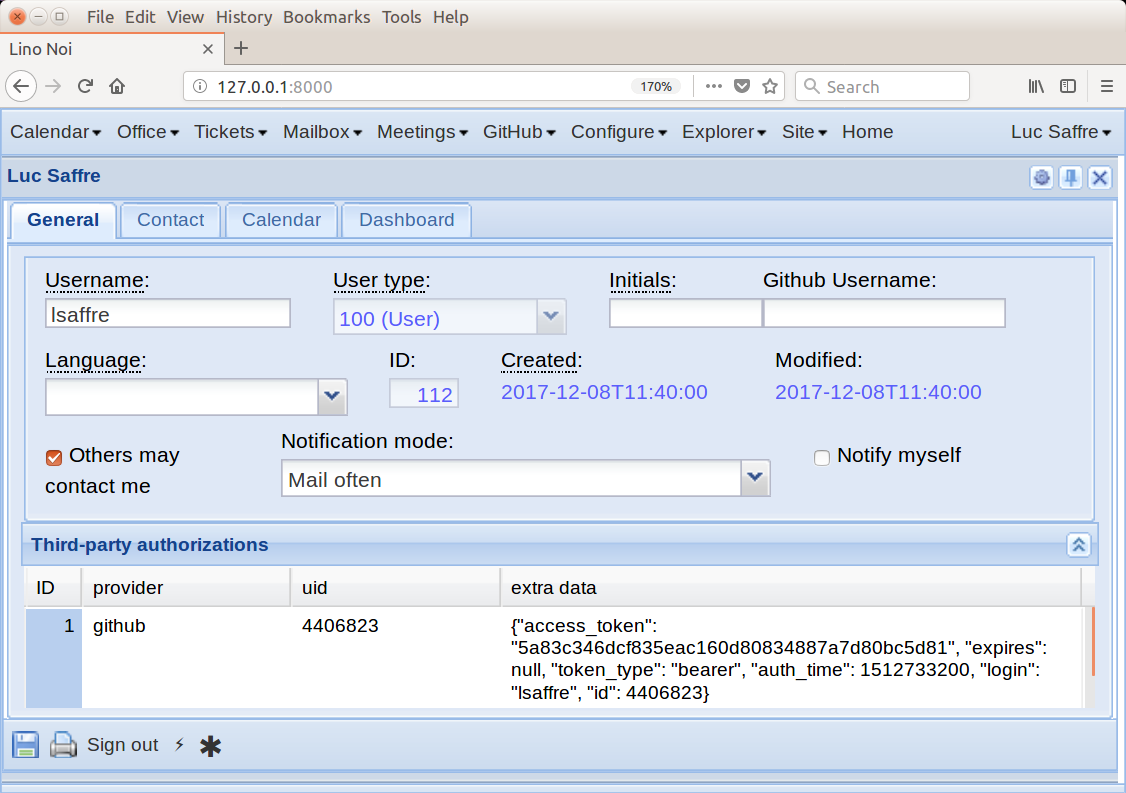 File Edit View History Bookmarks Tools Help
Lino Noi
127.0.0.1:8000 170% Search
Calendar Office Tickets Mailbox Meetings GitHub Configure Explorer Site Home Luc Saffre
Luc Saffre
General Contact Calendar Dashboard
Username: User type: Initials: Github Username:
lsaffre 100 (User)
Language: ID: Created: Modified:
112 2017-12-08T11:40:00 2017-12-08T11:40:00
Notification mode:
Others may Notify myself
contact me Mail often
Third-party authorizations
ID provider uid extra data
1 github 4406823 {"access_token":
"5a83c346dcf835eac160d80834887a7d80bc5d81", "expires":
null, "token_type": "bearer", "auth_time": 1512733200, "login":
"lsaffre", "id": 4406823}
Sign out